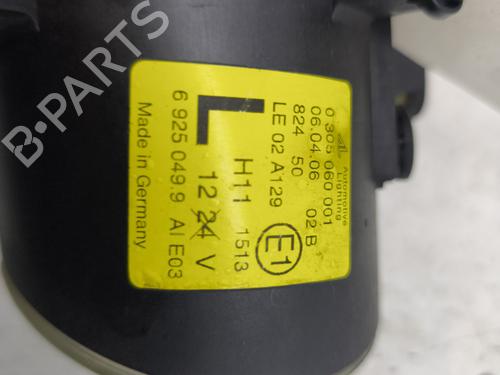 al Automotive Lighting
0 305 060 001
06.04.06 02 B
824 50
LE 02 A129
E1
L
H11 1513
12 24 V
6 925 049.9 AI E03
Made in Germany
B-PARTS